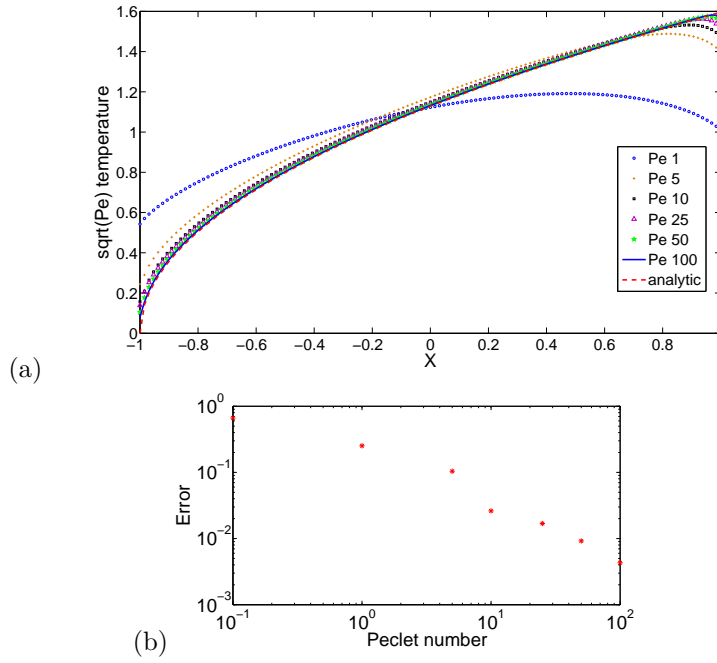 1.6
1.4
1.2
1
0.8
0.6
0.4
0.2
0
sqrt(Pe) temperature
−1 −0.8 −0.6 −0.4 −0.2 0 0.2 0.4 0.6 0.8
X
Pe 1
Pe 5
Pe 10
Pe 25
Pe 50
Pe 100
analytic
(a)
10^0
10^−1
10^−2
10^−3
Error
10^−1 10^0 10^1 10^2
Peclet number
(b)